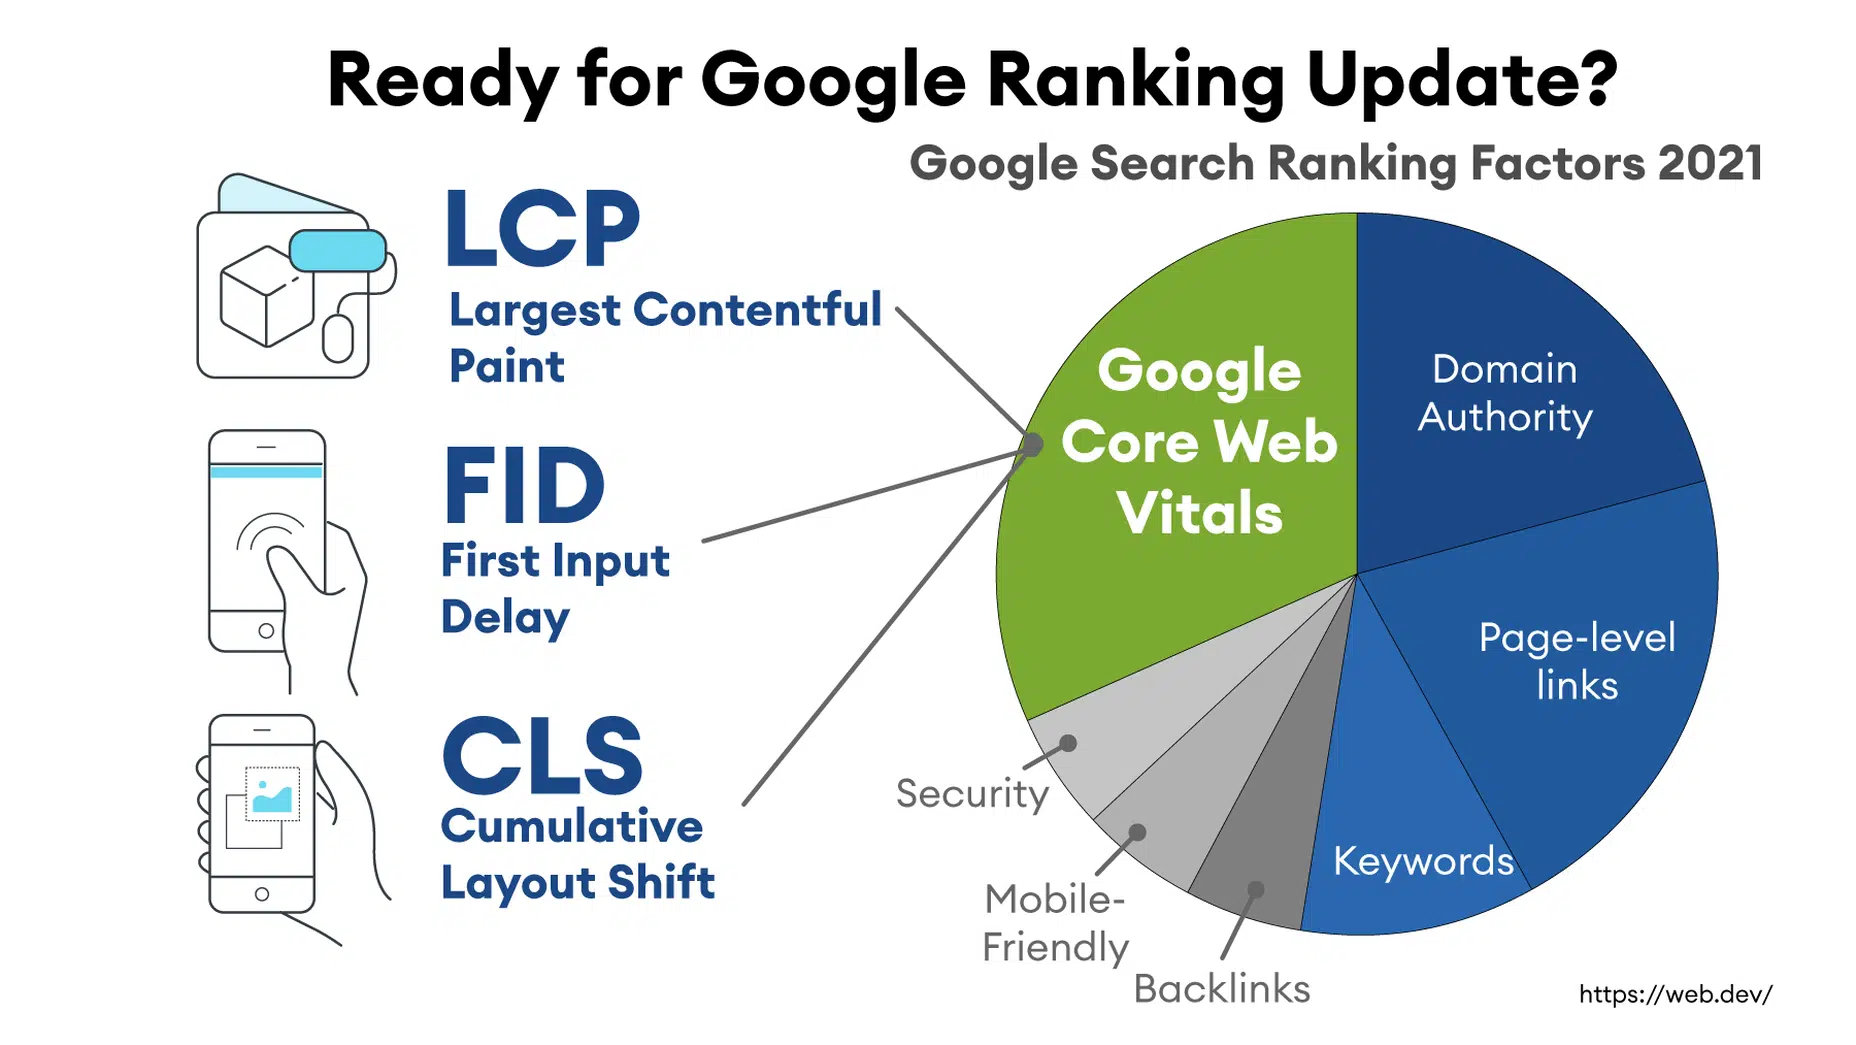 Ready for Google Ranking Update?
Google Search Ranking Factors 2021
LCP
Largest Contentful
Paint
FID
First Input
Delay
CLS
Cumulative
Layout Shift
Google
Core Web
Vitals
Domain
Authority
Page-level
links
Keywords
Security
Mobile-
Friendly
Backlinks
https://web.dev/